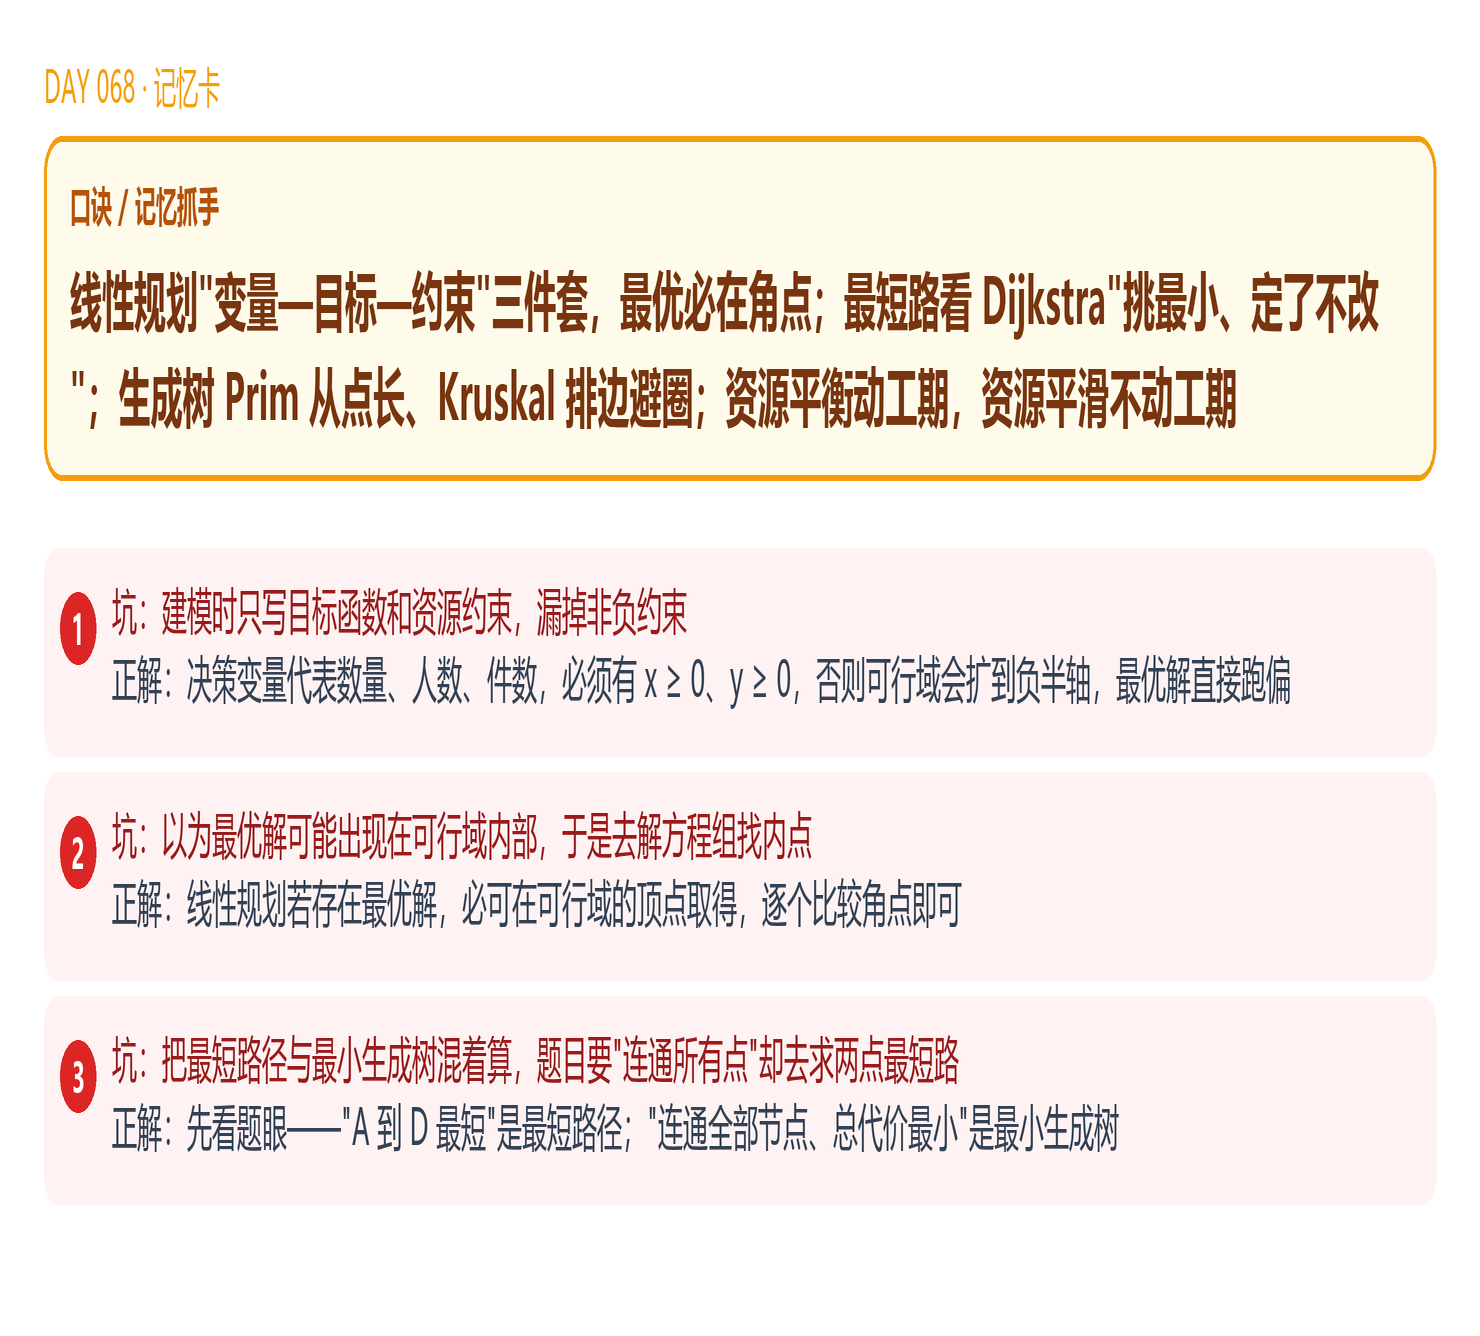 DAY 068 · 记忆卡
口诀 / 记忆抓手
线性规划"变量—目标—约束"三件套，最优必在角点；最短路看 Dijkstra"挑最小、定了不改
"；生成树 Prim 从点长、Kruskal 排边避圈；资源平衡动工期，资源平滑不动工期
1
坑：建模时只写目标函数和资源约束，漏掉非负约束
正解：决策变量代表数量、人数、件数，必须有 x ≥ 0、y ≥ 0，否则可行域会扩到负半轴，最优解直接跑偏
2
坑：以为最优解可能出现在可行域内部，于是去解方程组找内点
正解：线性规划若存在最优解，必可在可行域的顶点取得，逐个比较角点即可
3
坑：把最短路径与最小生成树混着算，题目要"连通所有点"却去求两点最短路
正解：先看题眼——"A 到 D 最短"是最短路径；"连通全部节点、总代价最小"是最小生成树